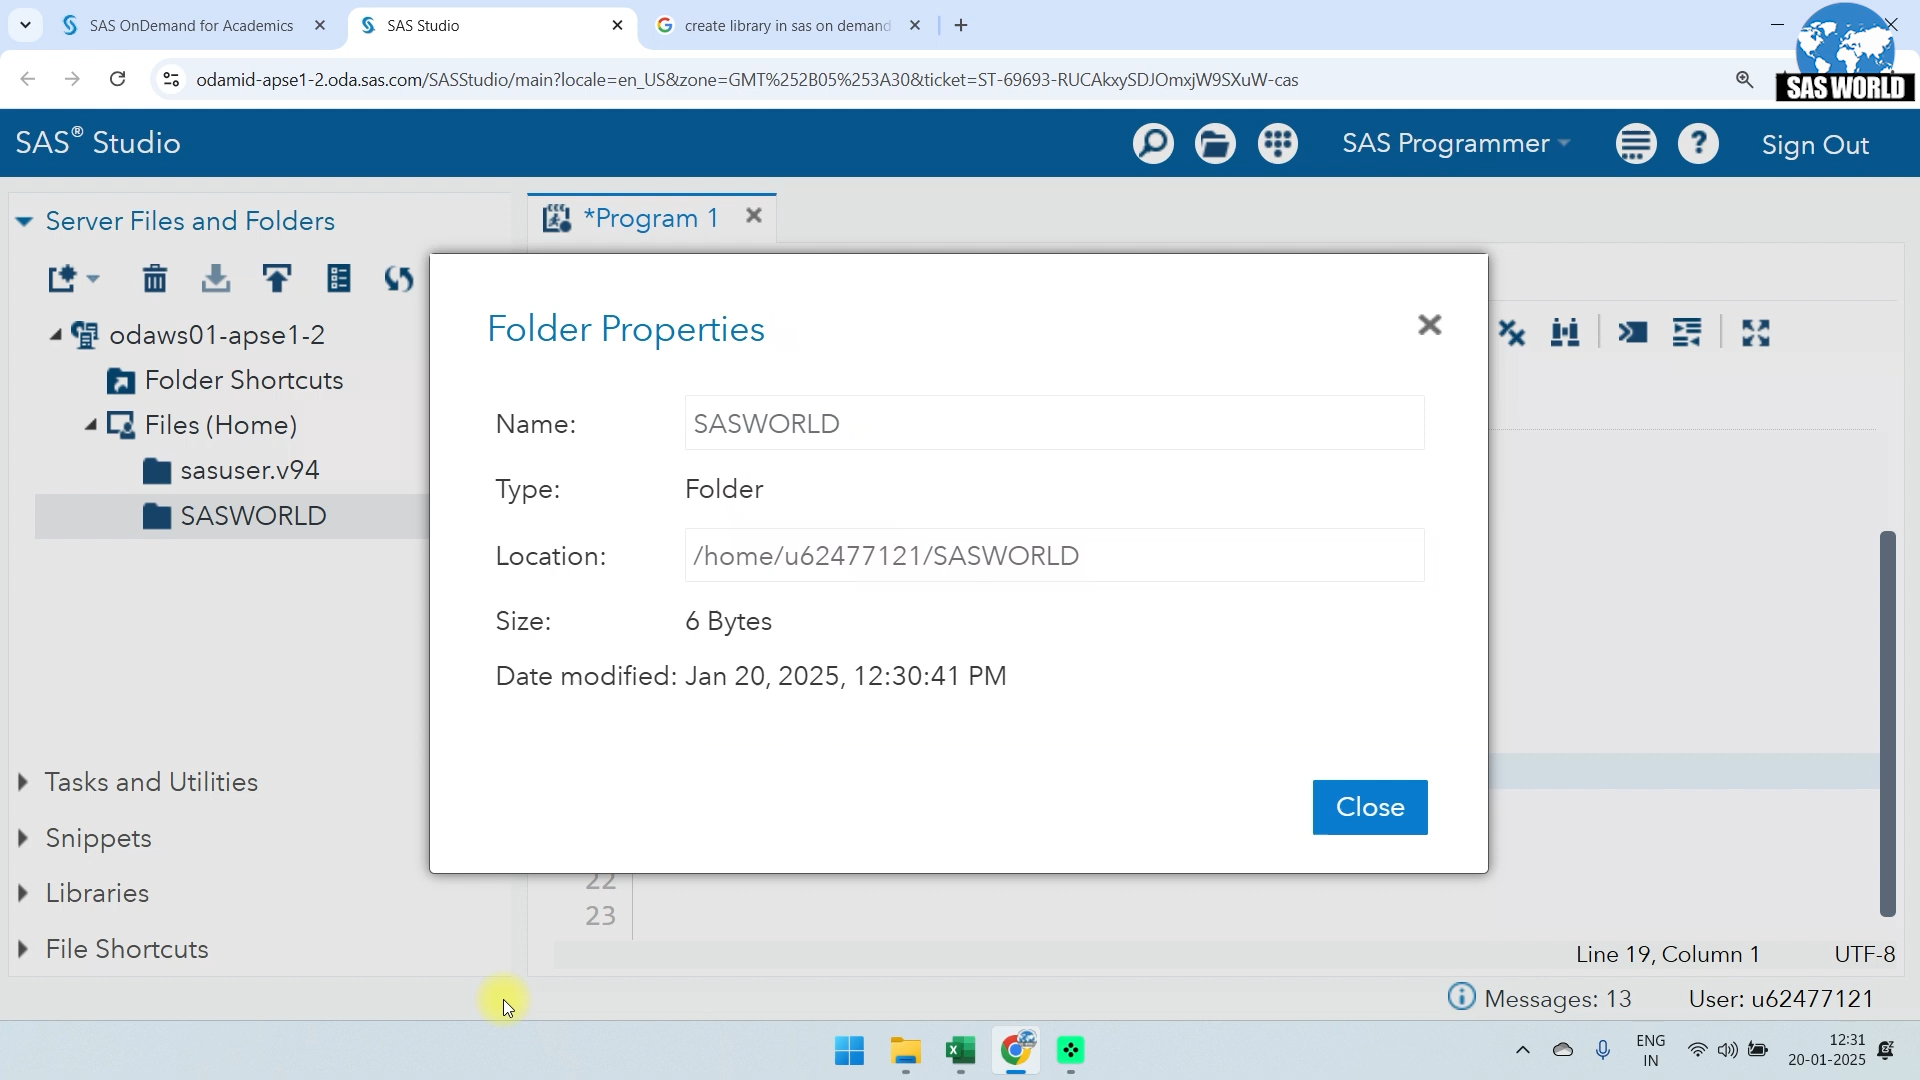 SAS OnDemand for Academics
SAS Studio
create library in sas on demand
odamid-apse1-2.oda.sas.com/SASStudio/main?locale=en_US&zone=GMT%252B05%253A30&ticket=ST-69693-RUCAkxySDJOmxjW9SXuW-cas
SAS WORLD
SAS® Studio
SAS Programmer
Sign Out
Server Files and Folders
*Program 1
odaws01-apse1-2
Folder Shortcuts
Files (Home)
sasuser.v94
SASWORLD
Folder Properties
Name: SASWORLD
Type: Folder
Location: /home/u62477121/SASWORLD
Size: 6 Bytes
Date modified: Jan 20, 2025, 12:30:41 PM
Close
Tasks and Utilities
Snippets
Libraries
File Shortcuts
22
23
Line 19, Column 1
UTF-8
Messages: 13
User: u62477121
ENG
IN
12:31
20-01-2025